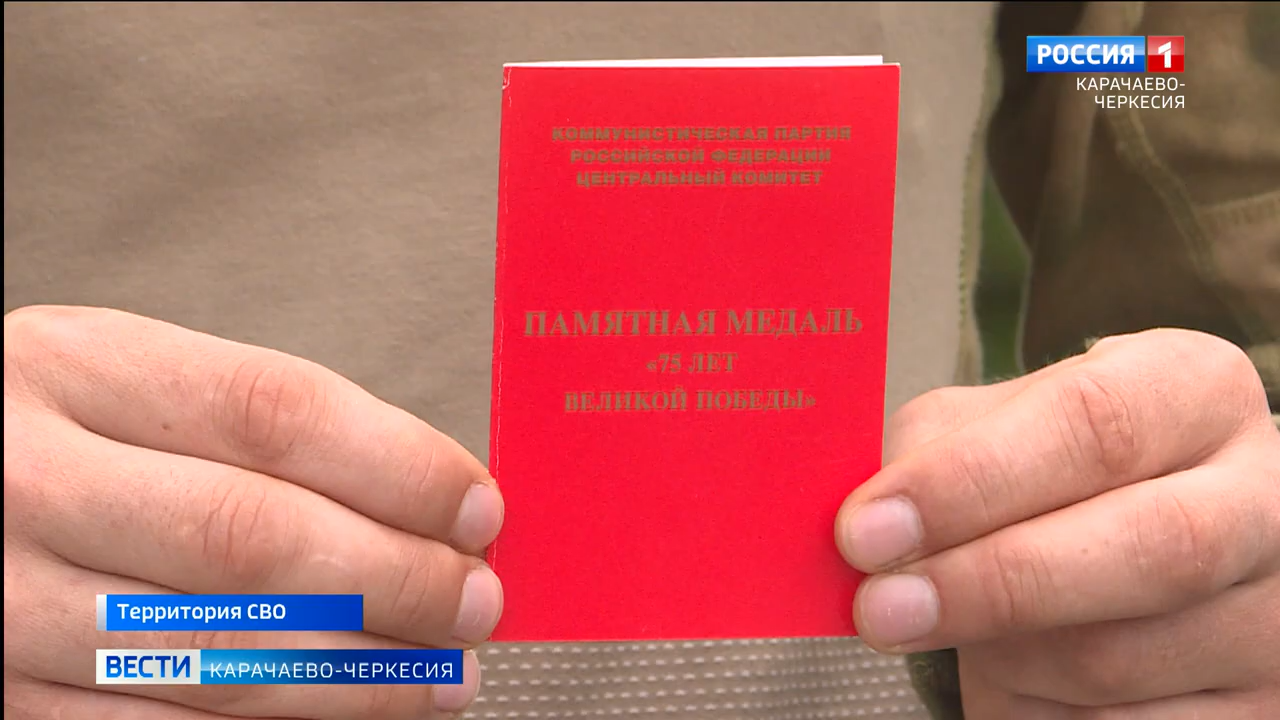 РОССИЯ 1
КАРАЧАЕВО-
ЧЕРКЕСИЯ
КОММУНИСТИЧЕСКАЯ ПАРТИЯ
РОССИЙСКОЙ ФЕДЕРАЦИИ
ЦЕНТРАЛЬНЫЙ КОМИТЕТ
ПАМЯТНАЯ МЕДАЛЬ
«75 ЛЕТ
ВЕЛИКОЙ ПОБЕДЫ»
Территория СВО
ВЕСТИ КАРАЧАЕВО-ЧЕРКЕСИЯ